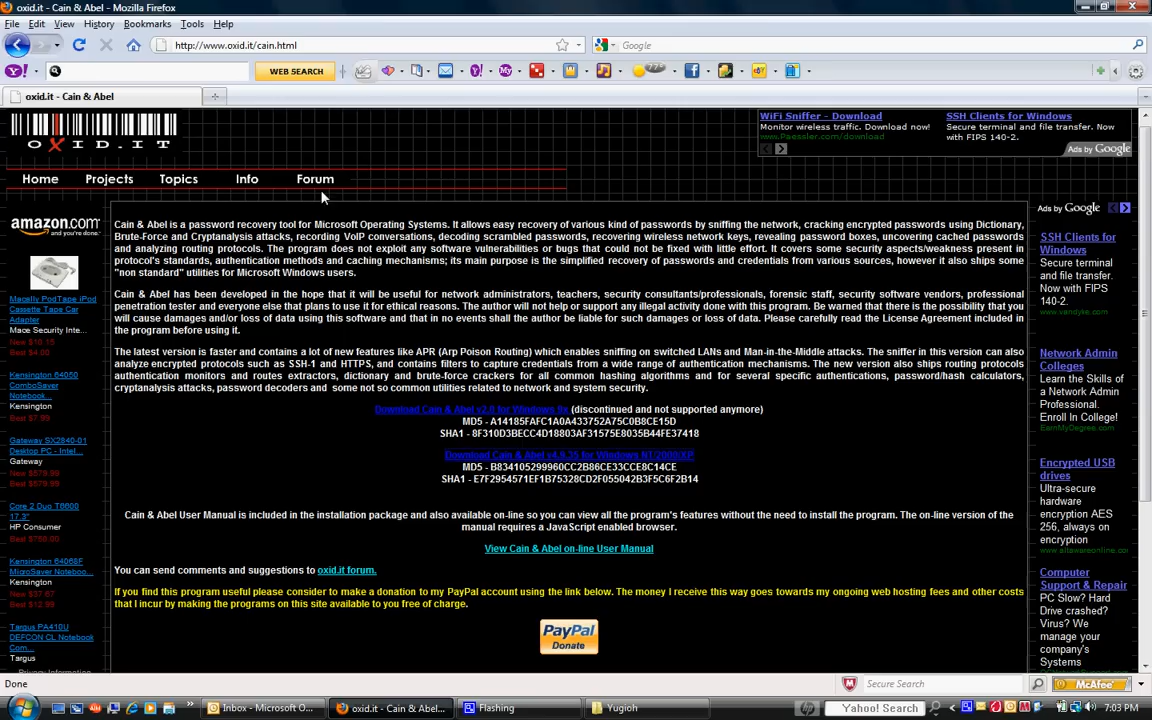 oxid.it - Cain & Abel - Mozilla Firefox
File Edit View History Bookmarks Tools Help
http://www.oxid.it/cain.html
Google
WEB SEARCH
oxid.it - Cain & Abel
OXID.IT
WiFi Sniffer - Download
Monitor wireless traffic. Download now!
www.Paessler.com/download
SSH Clients for Windows
Secure terminal and file transfer. Now
with FIPS 140-2.
Ads by Google
Home Projects Topics Info Forum
amazon.com
and you're done.
Macally PodTape iPod
Cassette Tape Car
Adapter
Mace Security Inte...
New $10.15
Best $4.00
Kensington 64050
ComboSaver
Notebook...
Kensington
Best $7.99
Gateway SX2840-01
Desktop PC - Intel...
Gateway
New $579.99
Best $579.99
Core 2 Duo T6600
17.3"
HP Consumer
Best $758.00
Kensington 64068F
MicroSaver Noteboo...
Kensington
New $37.67
Best $12.99
Targus PA410U
DEFCON CL Notebook
Com...
Targus
Privacy Information
Cain & Abel is a password recovery tool for Microsoft Operating Systems. It allows easy recovery of various kind of passwords by sniffing the network, cracking encrypted passwords using Dictionary,
Brute-Force and Cryptanalysis attacks, recording VoIP conversations, decoding scrambled passwords, recovering wireless network keys, revealing password boxes, uncovering cached passwords
and analyzing routing protocols. The program does not exploit any software vulnerabilities or bugs that could not be fixed with little effort. It covers some security aspects/weakness present in
protocol's standards, authentication methods and caching mechanisms; its main purpose is the simplified recovery of passwords and credentials from various sources, however it also ships some
"non standard" utilities for Microsoft Windows users.
Cain & Abel has been developed in the hope that it will be useful for network administrators, teachers, security consultants/professionals, forensic staff, security software vendors, professional
penetration tester and everyone else that plans to use it for ethical reasons. The author will not help or support any illegal activity done with this program. Be warned that there is the possibility that you
will cause damages and/or loss of data using this software and that in no events shall the author be liable for such damages or loss of data. Please carefully read the License Agreement included in
the program before using it.
The latest version is faster and contains a lot of new features like APR (Arp Poison Routing) which enables sniffing on switched LANs and Man-in-the-Middle attacks. The sniffer in this version can also
analyze encrypted protocols such as SSH-1 and HTTPS, and contains filters to capture credentials from a wide range of authentication mechanisms. The new version also ships routing protocols
authentication monitors and routes extractors, dictionary and brute-force crackers for all common hashing algorithms and for several specific authentications, password/hash calculators,
cryptanalysis attacks, password decoders and some not so common utilities related to network and system security.
Download Cain & Abel v2.0 for Windows 9x (discontinued and not supported anymore)
MD5 - A14185FAFC1A0A433752A75C0B8CE15D
SHA1 - 8F310D3BECC4D18803AF31575E8035B44FE37418
Download Cain & Abel v4.9.35 for Windows NT/2000/XP
MD5 - B834105299960CC2B86CE33CCE8C14CE
SHA1 - E7F2954571EF1B75328CD2F055042B3F5C6F2B14
Cain & Abel User Manual is included in the installation package and also available on-line so you can view all the program's features without the need to install the program. The on-line version of the
manual requires a JavaScript enabled browser.
View Cain & Abel on-line User Manual
You can send comments and suggestions to oxid.it forum.
If you find this program useful please consider to make a donation to my PayPal account using the link below. The money I receive this way goes towards my ongoing web hosting fees and other costs
that I incur by making the programs on this site available to you free of charge.
PayPal
Donate
Ads by Google
SSH Clients for
Windows
Secure terminal
and file transfer.
Now with FIPS
140-2.
www.vandyke.com
Network Admin
Colleges
Learn the Skills of
a Network Admin
Professional.
Enroll In College!
EarnMyDegree.com
Encrypted USB
drives
Ultra-secure
hardware
encryption AES
256, always on
encryption
www.altawareonline.co
Computer
Support & Repair
PC Slow? Hard
Drive crashed?
Virus? We
manage your
company's
Systems
Done
Secure Search
McAfee
Inbox - Microsoft O...
oxid.it - Cain & Abel...
Flashing
Yugioh
Yahoo! Search
7:03 PM